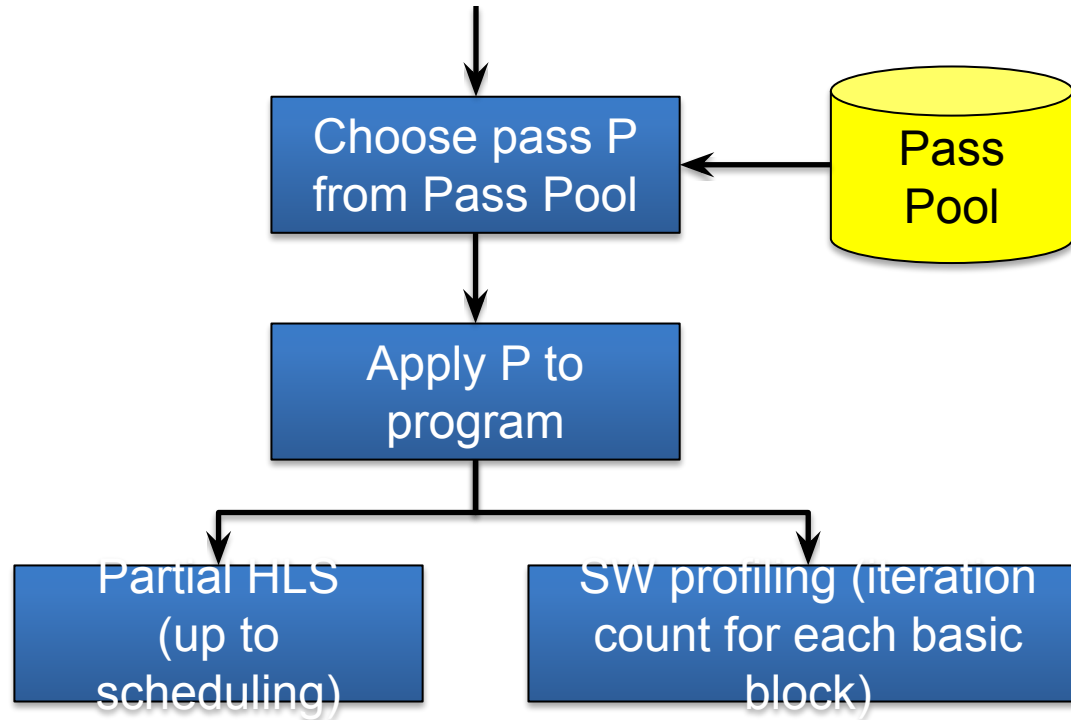 Choose pass P
from Pass Pool
Pass
Pool
Apply P to
program
Partial HLS
(up to
scheduling)
SW profiling (iteration
count for each basic
block)